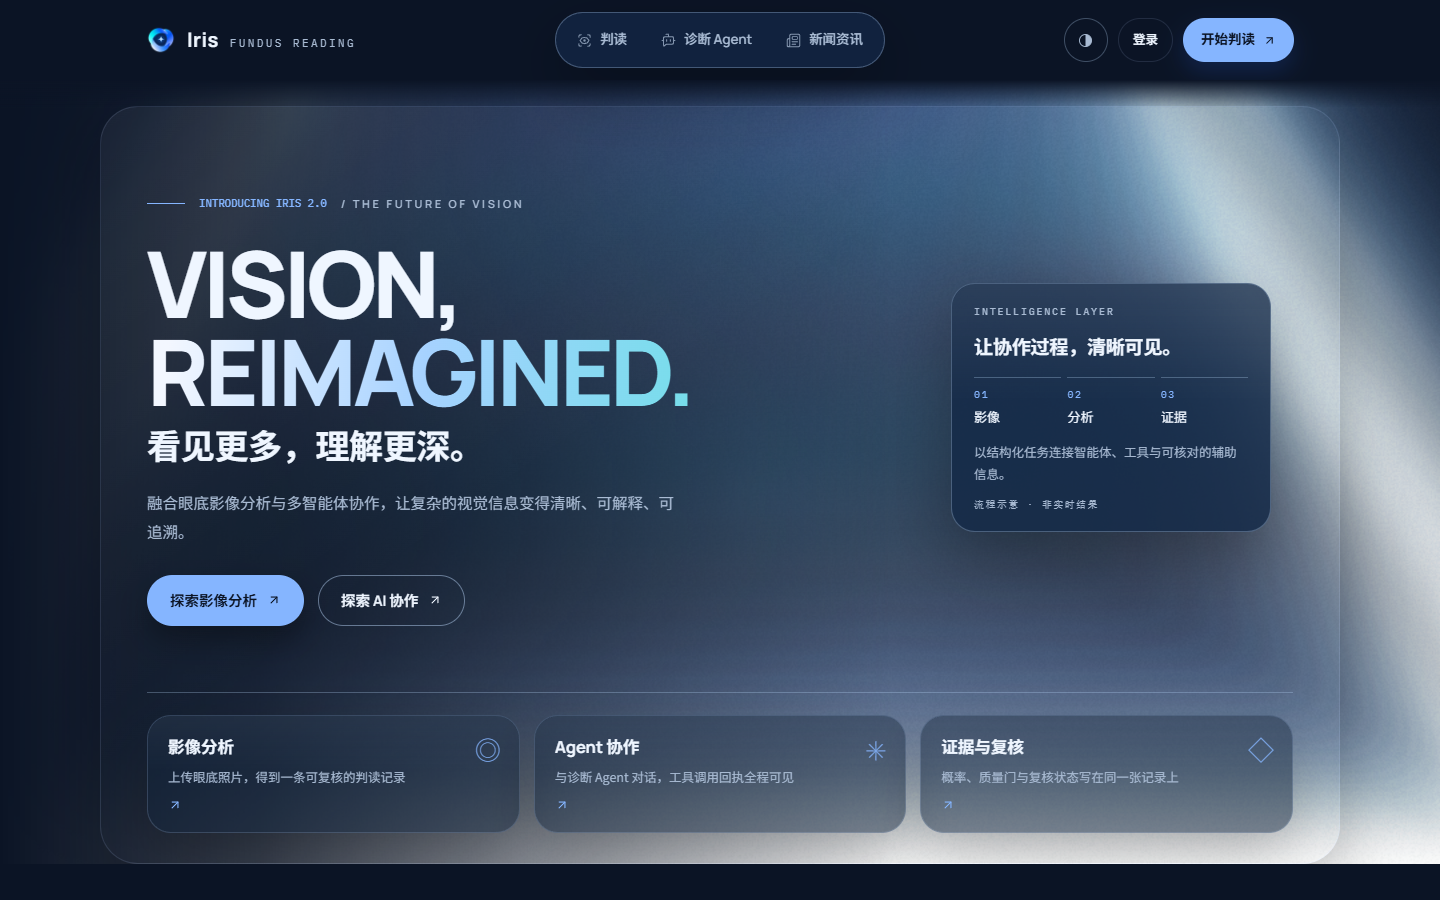 Iris FUNDUS READING
判读
诊断 Agent
新闻资讯
登录
开始判读
INTRODUCING IRIS 2.0 / THE FUTURE OF VISION
VISION,
REIMAGINED.
看见更多，理解更深。
融合眼底影像分析与多智能体协作，让复杂的视觉信息变得清晰、可解释、可
追溯。
探索影像分析
探索 AI 协作
INTELLIGENCE LAYER
让协作过程，清晰可见。
01
02
03
影像
分析
证据
以结构化任务连接智能体、工具与可核对的辅助
信息。
流程示意 · 非实时结果
影像分析
上传眼底照片，得到一条可复核的判读记录
Agent 协作
与诊断 Agent 对话，工具调用回执全程可见
证据与复核
概率、质量门与复核状态写在同一张记录上